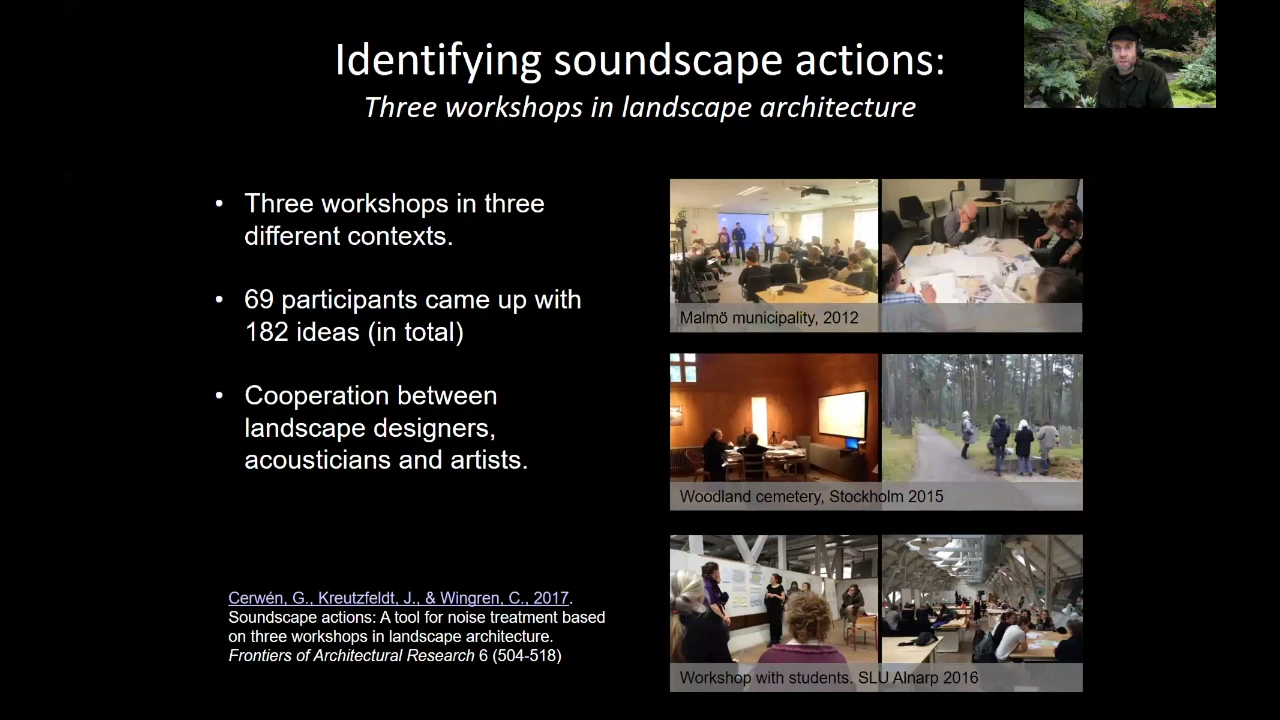 Identifying soundscape actions:
Three workshops in landscape architecture
• Three workshops in three
different contexts.
• 69 participants came up with
182 ideas (in total)
• Cooperation between
landscape designers,
acousticians and artists.
Cerwén, G., Kreutzfeldt, J., & Wingren, C., 2017.
Soundscape actions: A tool for noise treatment based
on three workshops in landscape architecture.
Frontiers of Architectural Research 6 (504-518)
Malmö municipality, 2012
Woodland cemetery, Stockholm 2015
Workshop with students. SLU Alnarp 2016